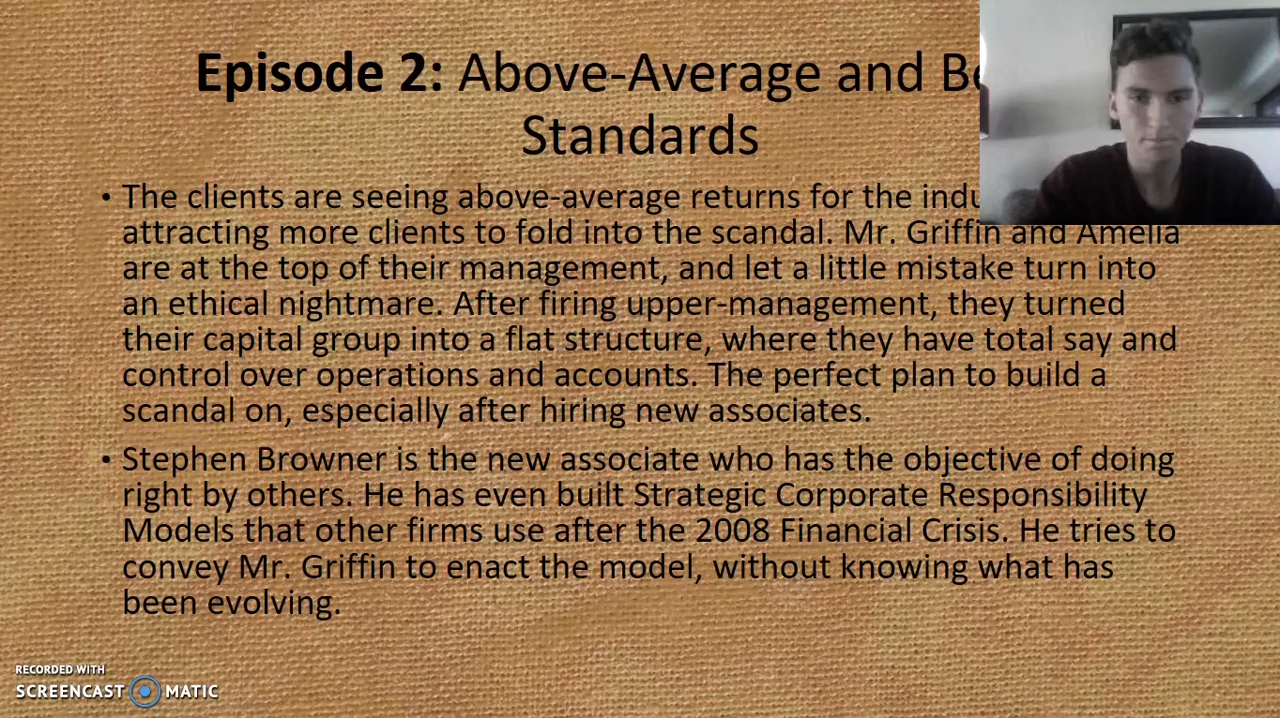 Episode 2: Above-Average and
Standards
• The clients are seeing above-average returns for the
attracting more clients to fold into the scandal. Mr. Griffin and Amelia
are at the top of their management, and let a little mistake turn into
an ethical nightmare. After firing upper-management, they turned
their capital group into a flat structure, where they have total say and
control over operations and accounts. The perfect plan to build a
scandal on, especially after hiring new associates.
• Stephen Browner is the new associate who has the objective of doing
right by others. He has even built Strategic Corporate Responsibility
Models that other firms use after the 2008 Financial Crisis. He tries to
convey Mr. Griffin to enact the model, without knowing what has
been evolving.
RECORDED WITH
SCREENCAST MATIC